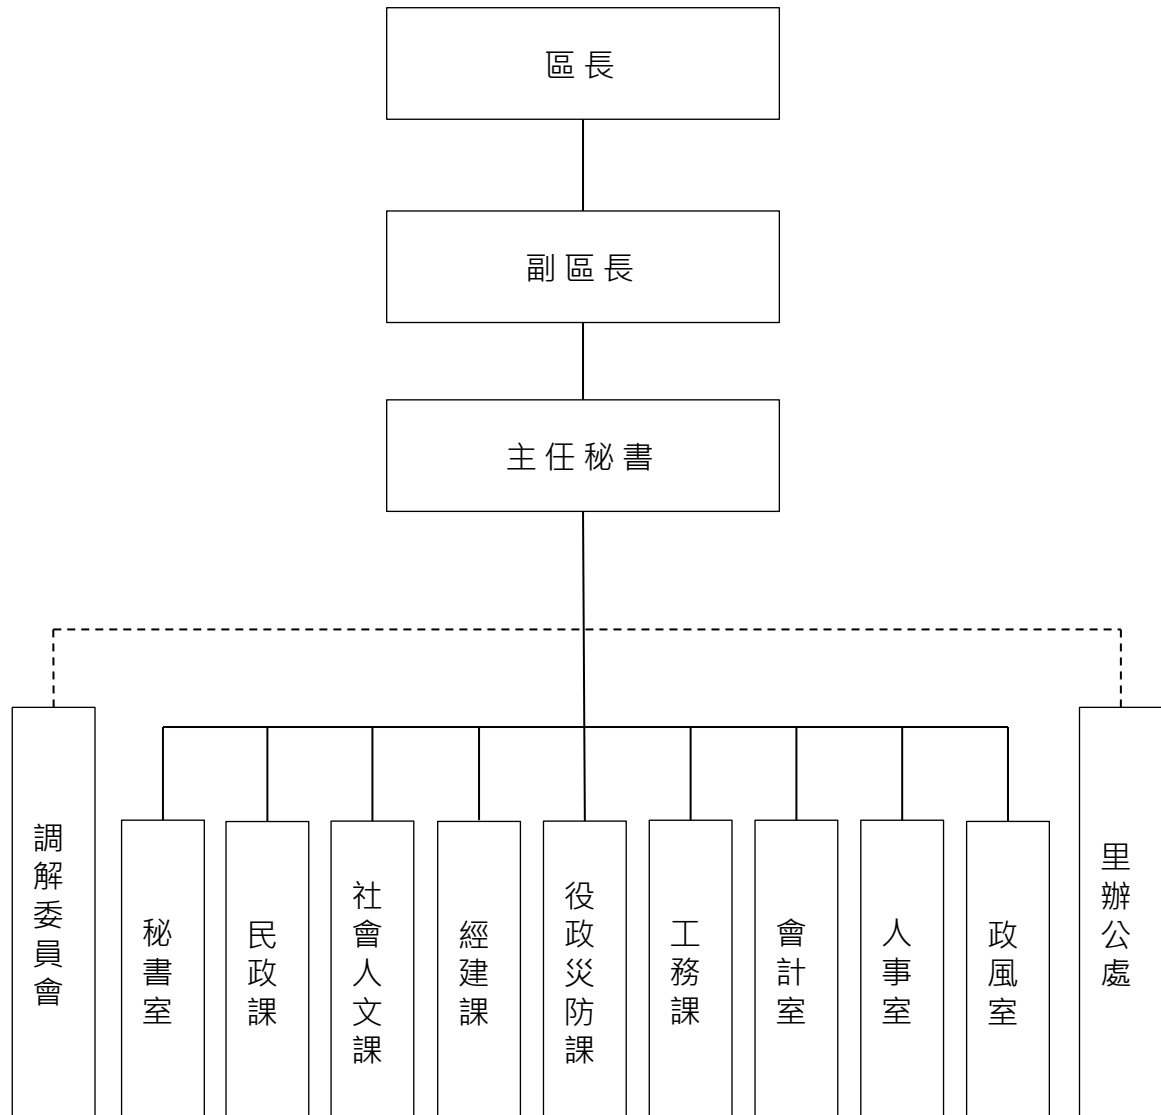 區長
副區長
主任秘書
調解委員會
秘書室
民政課
社會人文課
經建課
役政災防課
工務課
會計室
人事室
政風室
里辦公處